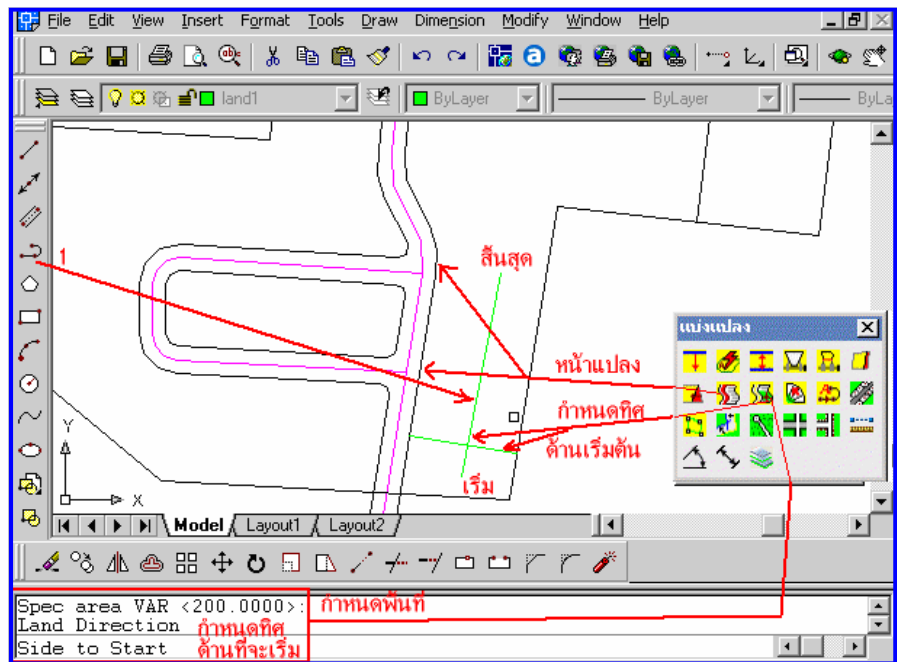 File Edit View Insert Format Tools Draw Dimension Modify Window Help
land1 ByLayer ByLayer ByLa
1
สิ้นสุด
แบ่งแปลง
หน้าแปลง
กำหนดทิศ
ด้านเริ่มต้น
เริ่ม
Y
X
Model Layout1 Layout2
Spec area VAR <200.0000>: กำหนดพื้นที่
Land Direction กำหนดทิศ
Side to Start ด้านที่จะเริ่ม